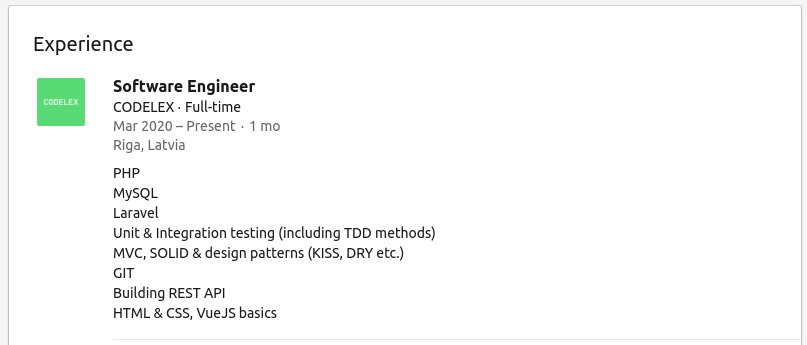 Experience
CODELEX
Software Engineer
CODELEX · Full-time
Mar 2020 – Present · 1 mo
Riga, Latvia
PHP
MySQL
Laravel
Unit & Integration testing (including TDD methods)
MVC, SOLID & design patterns (KISS, DRY etc.)
GIT
Building REST API
HTML & CSS, VueJS basics